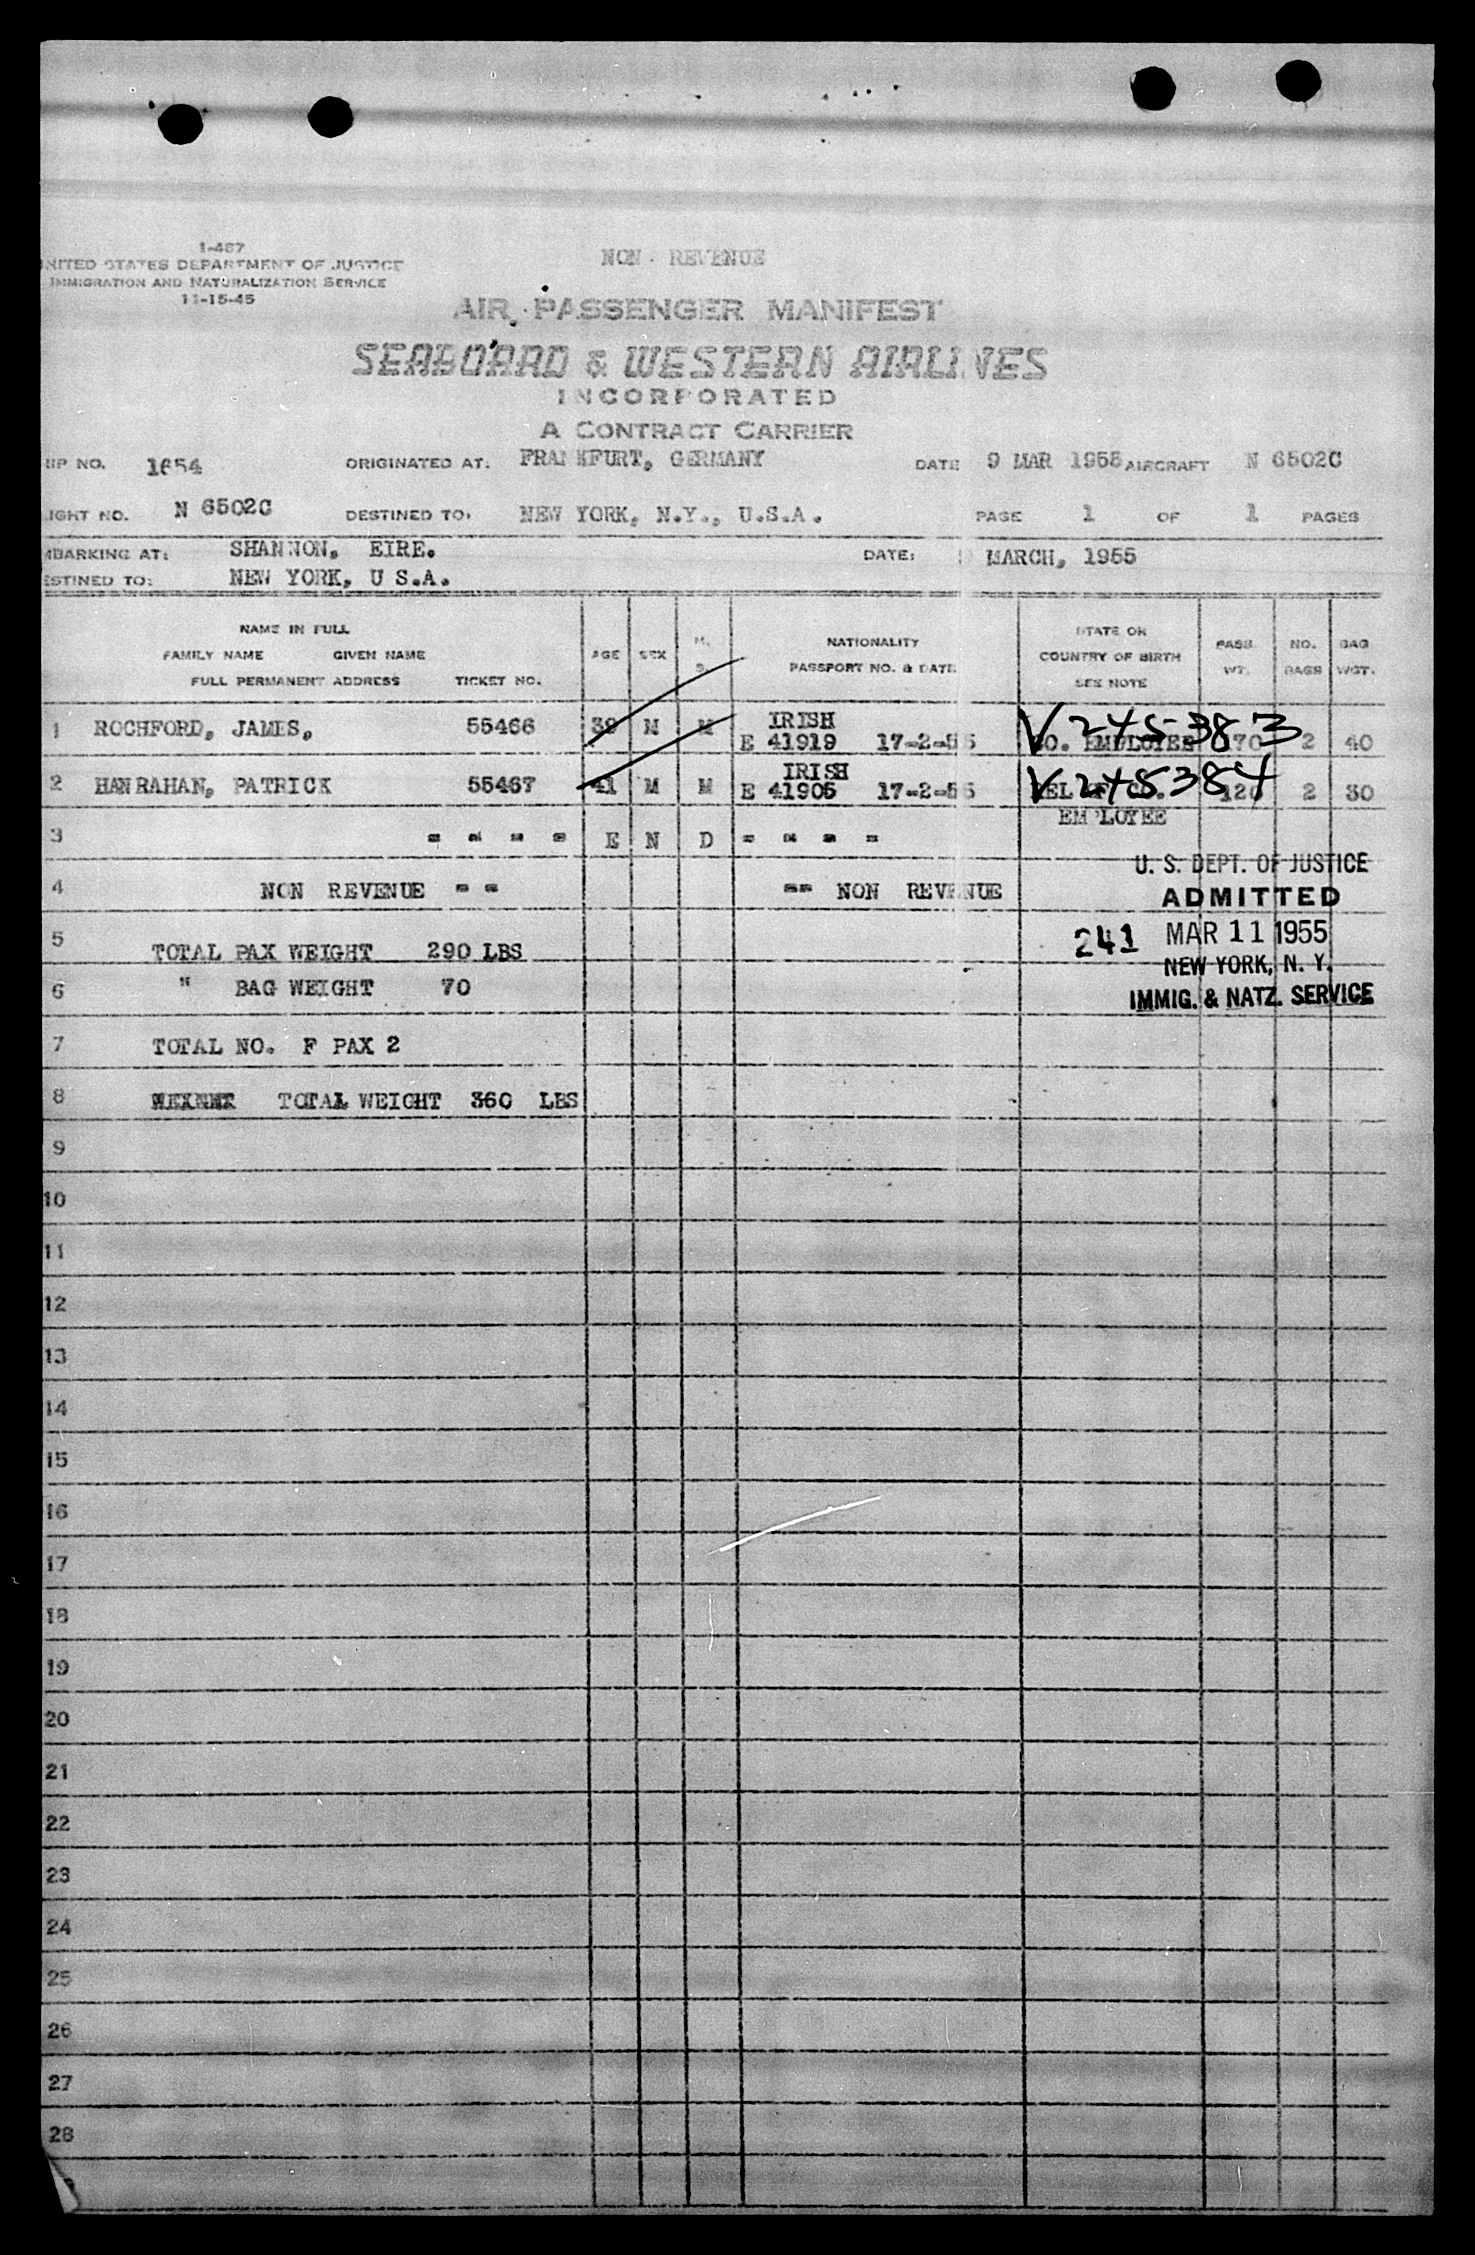 I-467
UNITED STATES DEPARTMENT OF JUSTICE
IMMIGRATION AND NATURALIZATION SERVICE
11-15-45
NON REVENUE
AIR PASSENGER MANIFEST
SEABOARD & WESTERN AIRLINES
INCORPORATED
A CONTRACT CARRIER
IP NO. 1654 ORIGINATED AT: FRANKFURT, GERMANY DATE 9 MAR 1955 AIRCRAFT N 6502C
IGHT NO. N 6502C DESTINED TO: NEW YORK, N.Y., U.S.A. PAGE 1 OF 1 PAGES
MBARKING AT: SHANNON, EIRE. DATE: 9 MARCH, 1955
ESTINED TO: NEW YORK, U S.A.
NAME IN FULL
FAMILY NAME GIVEN NAME
FULL PERMANENT ADDRESS TICKET NO. AGE SEX M. S. NATIONALITY PASSPORT NO. & DATE STATE OR COUNTRY OF BIRTH SEE NOTE PASS. WT. NO. BAGS BAG WGT.
1 ROCHFORD, JAMES, 55466 39 M M IRISH E 41919 17-2-55 CO. EMPLOYEE 170 2 40
V245383
2 HANRAHAN, PATRICK 55467 41 M M IRISH E 41905 17-2-55 EMPLOYEE 120 2 30
V245384
3 - - - - E N D - - - -
4 NON REVENUE - - -- NON REVENUE
U. S. DEPT. OF JUSTICE
ADMITTED
241 MAR 11 1955
NEW YORK, N. Y.
IMMIG. & NATZ. SERVICE
5 TOTAL PAX WEIGHT 290 LBS
6 " BAG WEIGHT 70
7 TOTAL NO. F PAX 2
8 TOTAL WEIGHT 360 LBS
9
10
11
12
13
14
15
16
17
18
19
20
21
22
23
24
25
26
27
28